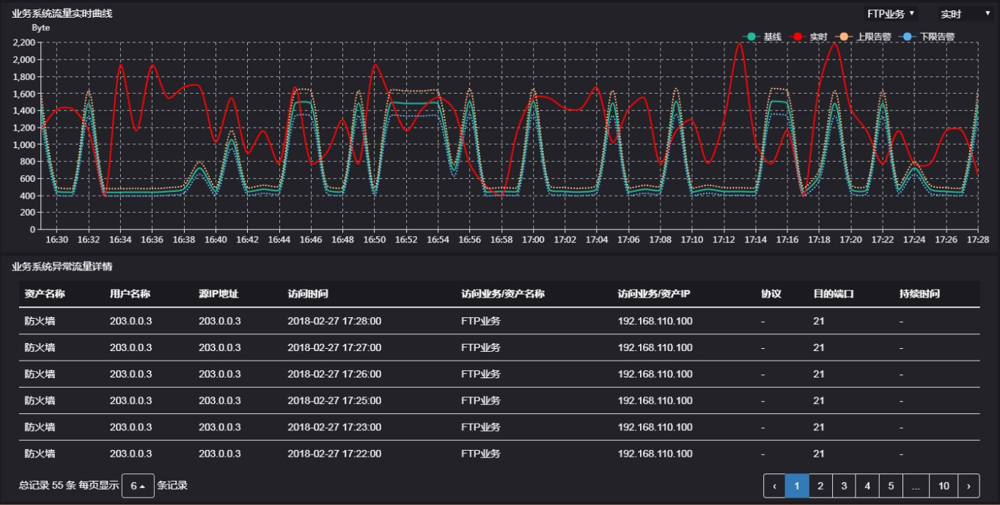 业务系统流量实时曲线
FTP业务 ▼ 实时 ▼
Byte
基线 实时 上限告警 下限告警
2,200
2,000
1,800
1,600
1,400
1,200
1,000
800
600
400
200
0
16:30 16:32 16:34 16:36 16:38 16:40 16:42 16:44 16:46 16:48 16:50 16:52 16:54 16:56 16:58 17:00 17:02 17:04 17:06 17:08 17:10 17:12 17:14 17:16 17:18 17:20 17:22 17:24 17:26 17:28
业务系统异常流量详情
资产名称 用户名称 源IP地址 访问时间 访问业务/资产名称 访问业务/资产IP 协议 目的端口 持续时间
防火墙 203.0.0.3 203.0.0.3 2018-02-27 17:28:00 FTP业务 192.168.110.100 - 21 -
防火墙 203.0.0.3 203.0.0.3 2018-02-27 17:27:00 FTP业务 192.168.110.100 - 21 -
防火墙 203.0.0.3 203.0.0.3 2018-02-27 17:26:00 FTP业务 192.168.110.100 - 21 -
防火墙 203.0.0.3 203.0.0.3 2018-02-27 17:25:00 FTP业务 192.168.110.100 - 21 -
防火墙 203.0.0.3 203.0.0.3 2018-02-27 17:23:00 FTP业务 192.168.110.100 - 21 -
防火墙 203.0.0.3 203.0.0.3 2018-02-27 17:22:00 FTP业务 192.168.110.100 - 21 -
总记录 55 条 每页显示 6 条记录 ‹ 1 2 3 4 5 ... 10 ›